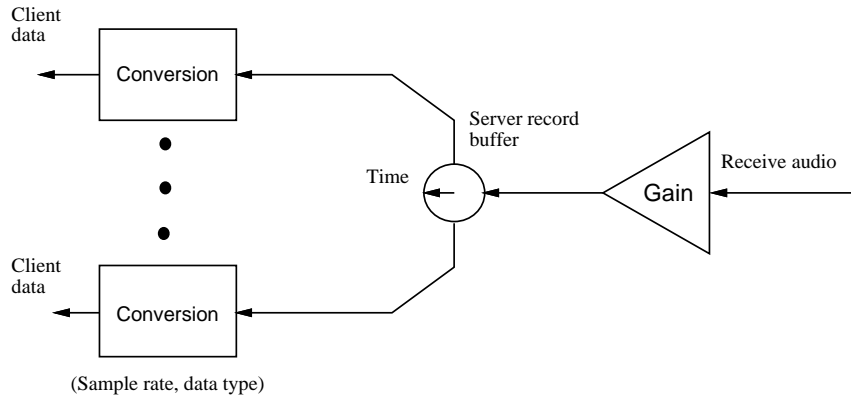 Client
data
Conversion
Server record
buffer
Time
Receive audio
Gain
Client
data
Conversion
(Sample rate, data type)